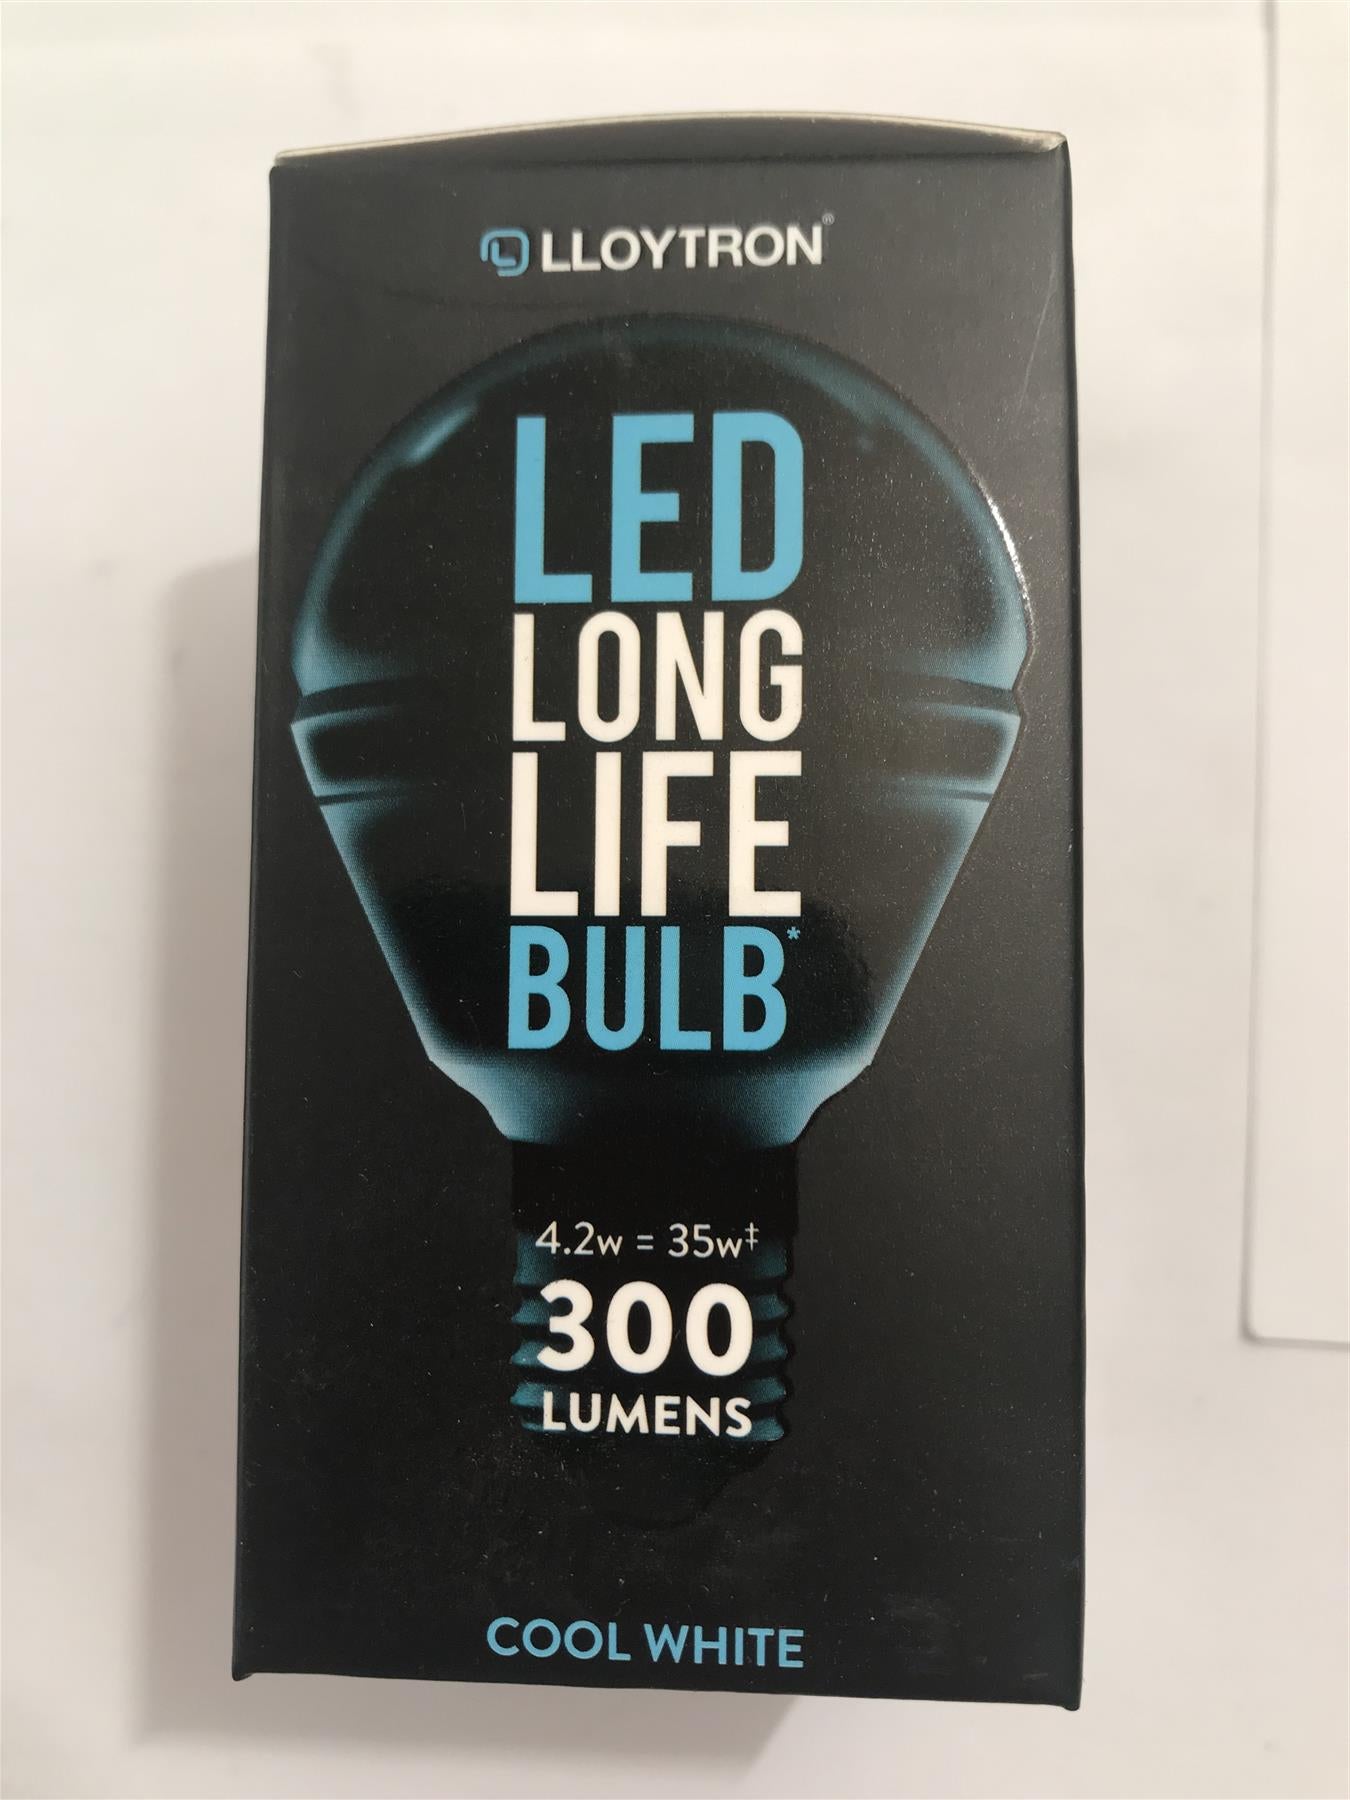 LLOYTRON®
LED
LONG
LIFE
BULB*
4.2w = 35w‡
300
LUMENS
COOL WHITE